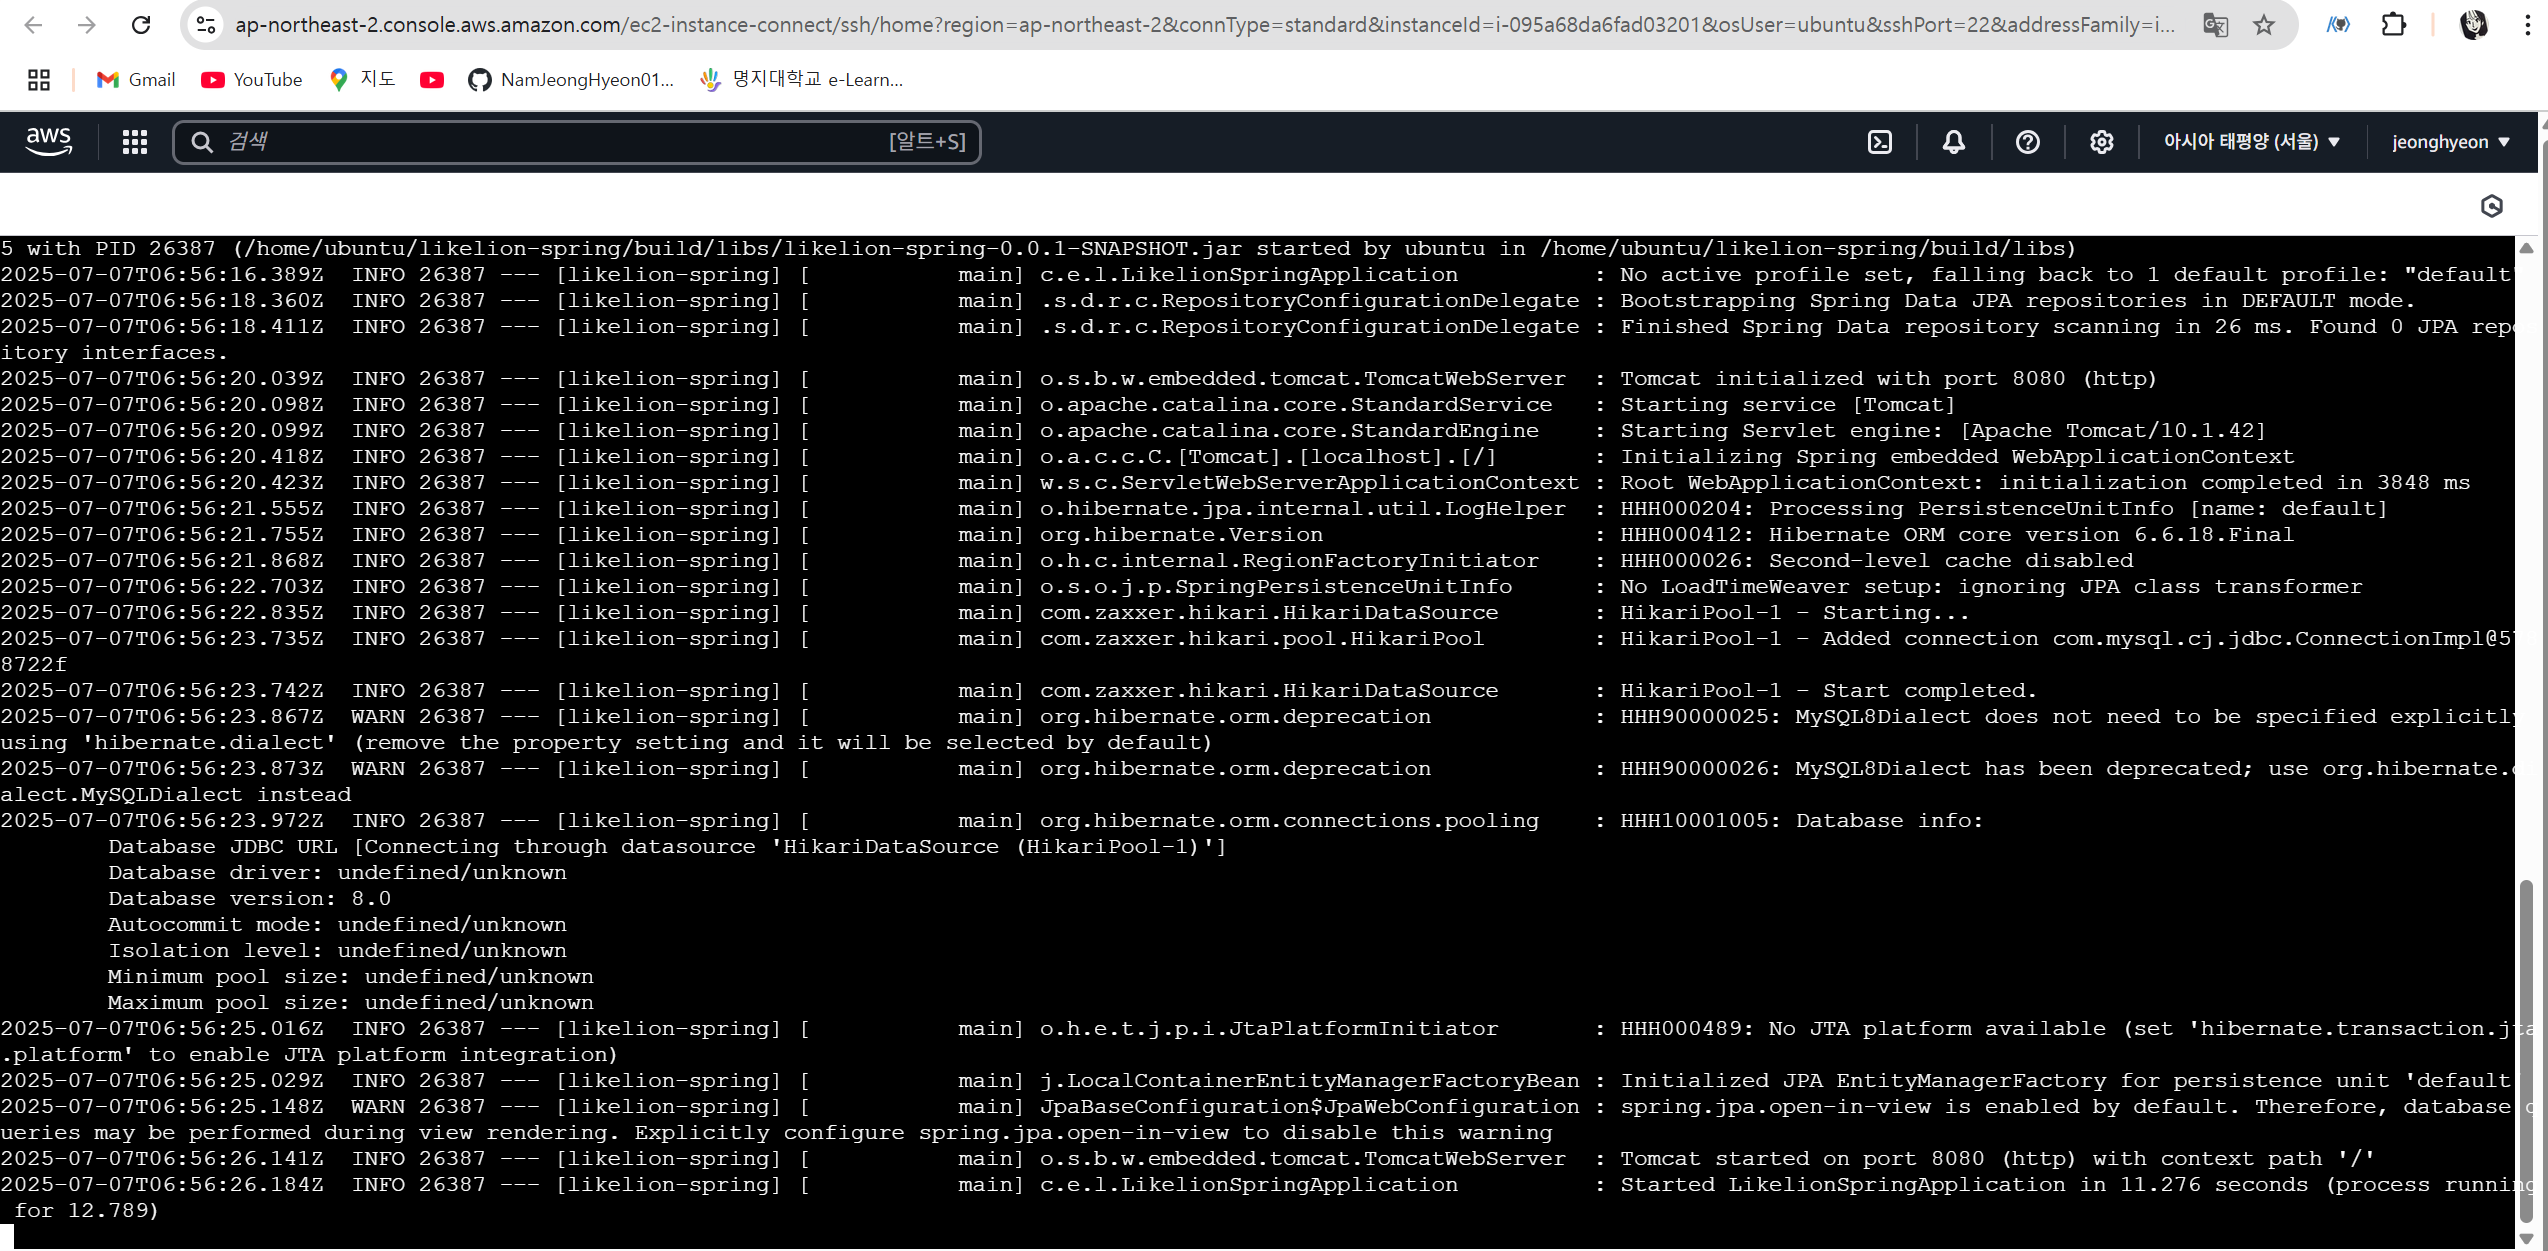 ap-northeast-2.console.aws.amazon.com/ec2-instance-connect/ssh/home?region=ap-northeast-2&connType=standard&instanceId=i-095a68da6fad03201&osUser=ubuntu&sshPort=22&addressFamily=i...
Gmail YouTube 지도 NamJeongHyeon01... 명지대학교 e-Learn...
aws 검색 [알트+S] 아시아 태평양 (서울) ▼ jeonghyeon ▼
5 with PID 26387 (/home/ubuntu/likelion-spring/build/libs/likelion-spring-0.0.1-SNAPSHOT.jar started by ubuntu in /home/ubuntu/likelion-spring/build/libs)
2025-07-07T06:56:16.389Z  INFO 26387 --- [likelion-spring] [           main] c.e.l.LikelionSpringApplication          : No active profile set, falling back to 1 default profile: "default"
2025-07-07T06:56:18.360Z  INFO 26387 --- [likelion-spring] [           main] .s.d.r.c.RepositoryConfigurationDelegate : Bootstrapping Spring Data JPA repositories in DEFAULT mode.
2025-07-07T06:56:18.411Z  INFO 26387 --- [likelion-spring] [           main] .s.d.r.c.RepositoryConfigurationDelegate : Finished Spring Data repository scanning in 26 ms. Found 0 JPA repo
itory interfaces.
2025-07-07T06:56:20.039Z  INFO 26387 --- [likelion-spring] [           main] o.s.b.w.embedded.tomcat.TomcatWebServer  : Tomcat initialized with port 8080 (http)
2025-07-07T06:56:20.098Z  INFO 26387 --- [likelion-spring] [           main] o.apache.catalina.core.StandardService   : Starting service [Tomcat]
2025-07-07T06:56:20.099Z  INFO 26387 --- [likelion-spring] [           main] o.apache.catalina.core.StandardEngine    : Starting Servlet engine: [Apache Tomcat/10.1.42]
2025-07-07T06:56:20.418Z  INFO 26387 --- [likelion-spring] [           main] o.a.c.c.C.[Tomcat].[localhost].[/]       : Initializing Spring embedded WebApplicationContext
2025-07-07T06:56:20.423Z  INFO 26387 --- [likelion-spring] [           main] w.s.c.ServletWebServerApplicationContext : Root WebApplicationContext: initialization completed in 3848 ms
2025-07-07T06:56:21.555Z  INFO 26387 --- [likelion-spring] [           main] o.hibernate.jpa.internal.util.LogHelper  : HHH000204: Processing PersistenceUnitInfo [name: default]
2025-07-07T06:56:21.755Z  INFO 26387 --- [likelion-spring] [           main] org.hibernate.Version                    : HHH000412: Hibernate ORM core version 6.6.18.Final
2025-07-07T06:56:21.868Z  INFO 26387 --- [likelion-spring] [           main] o.h.c.internal.RegionFactoryInitiator    : HHH000026: Second-level cache disabled
2025-07-07T06:56:22.703Z  INFO 26387 --- [likelion-spring] [           main] o.s.o.j.p.SpringPersistenceUnitInfo      : No LoadTimeWeaver setup: ignoring JPA class transformer
2025-07-07T06:56:22.835Z  INFO 26387 --- [likelion-spring] [           main] com.zaxxer.hikari.HikariDataSource       : HikariPool-1 - Starting...
2025-07-07T06:56:23.735Z  INFO 26387 --- [likelion-spring] [           main] com.zaxxer.hikari.pool.HikariPool        : HikariPool-1 - Added connection com.mysql.cj.jdbc.ConnectionImpl@57
8722f
2025-07-07T06:56:23.742Z  INFO 26387 --- [likelion-spring] [           main] com.zaxxer.hikari.HikariDataSource       : HikariPool-1 - Start completed.
2025-07-07T06:56:23.867Z  WARN 26387 --- [likelion-spring] [           main] org.hibernate.orm.deprecation            : HHH90000025: MySQL8Dialect does not need to be specified explicitly
using 'hibernate.dialect' (remove the property setting and it will be selected by default)
2025-07-07T06:56:23.873Z  WARN 26387 --- [likelion-spring] [           main] org.hibernate.orm.deprecation            : HHH90000026: MySQL8Dialect has been deprecated; use org.hibernate.d
alect.MySQLDialect instead
2025-07-07T06:56:23.972Z  INFO 26387 --- [likelion-spring] [           main] org.hibernate.orm.connections.pooling    : HHH10001005: Database info:
Database JDBC URL [Connecting through datasource 'HikariDataSource (HikariPool-1)']
Database driver: undefined/unknown
Database version: 8.0
Autocommit mode: undefined/unknown
Isolation level: undefined/unknown
Minimum pool size: undefined/unknown
Maximum pool size: undefined/unknown
2025-07-07T06:56:25.016Z  INFO 26387 --- [likelion-spring] [           main] o.h.e.t.j.p.i.JtaPlatformInitiator       : HHH000489: No JTA platform available (set 'hibernate.transaction.jta
.platform' to enable JTA platform integration)
2025-07-07T06:56:25.029Z  INFO 26387 --- [likelion-spring] [           main] j.LocalContainerEntityManagerFactoryBean : Initialized JPA EntityManagerFactory for persistence unit 'default'
2025-07-07T06:56:25.148Z  WARN 26387 --- [likelion-spring] [           main] JpaBaseConfiguration$JpaWebConfiguration : spring.jpa.open-in-view is enabled by default. Therefore, database q
ueries may be performed during view rendering. Explicitly configure spring.jpa.open-in-view to disable this warning
2025-07-07T06:56:26.141Z  INFO 26387 --- [likelion-spring] [           main] o.s.b.w.embedded.tomcat.TomcatWebServer  : Tomcat started on port 8080 (http) with context path '/'
2025-07-07T06:56:26.184Z  INFO 26387 --- [likelion-spring] [           main] c.e.l.LikelionSpringApplication          : Started LikelionSpringApplication in 11.276 seconds (process running
for 12.789)